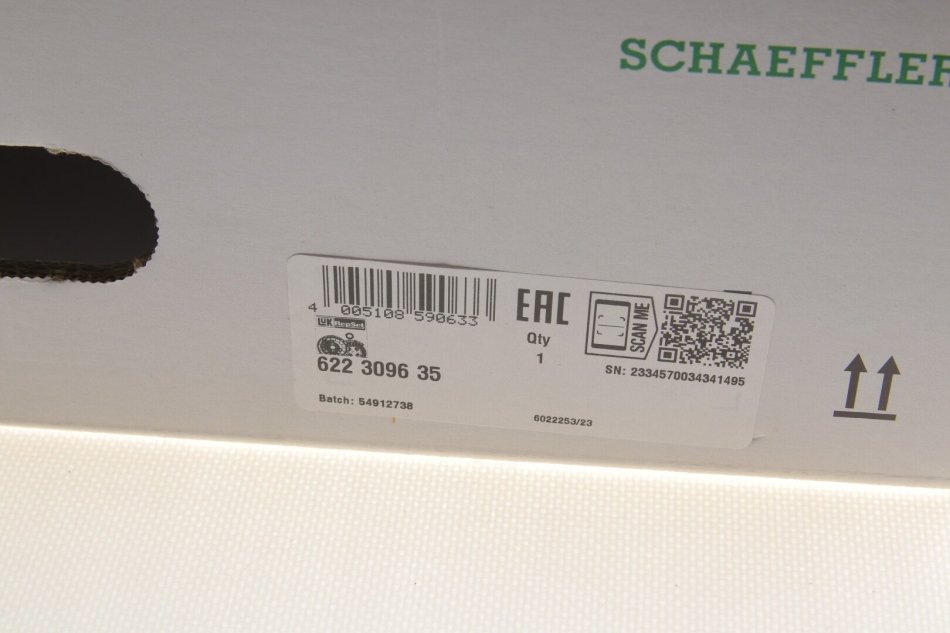 SCHAEFFLER
4 005108 590633
LuK RepSet
EAC
Qty
1
SCAN ME
622 3096 35
SN: 2334570034341495
Batch: 54912738
6022253/23